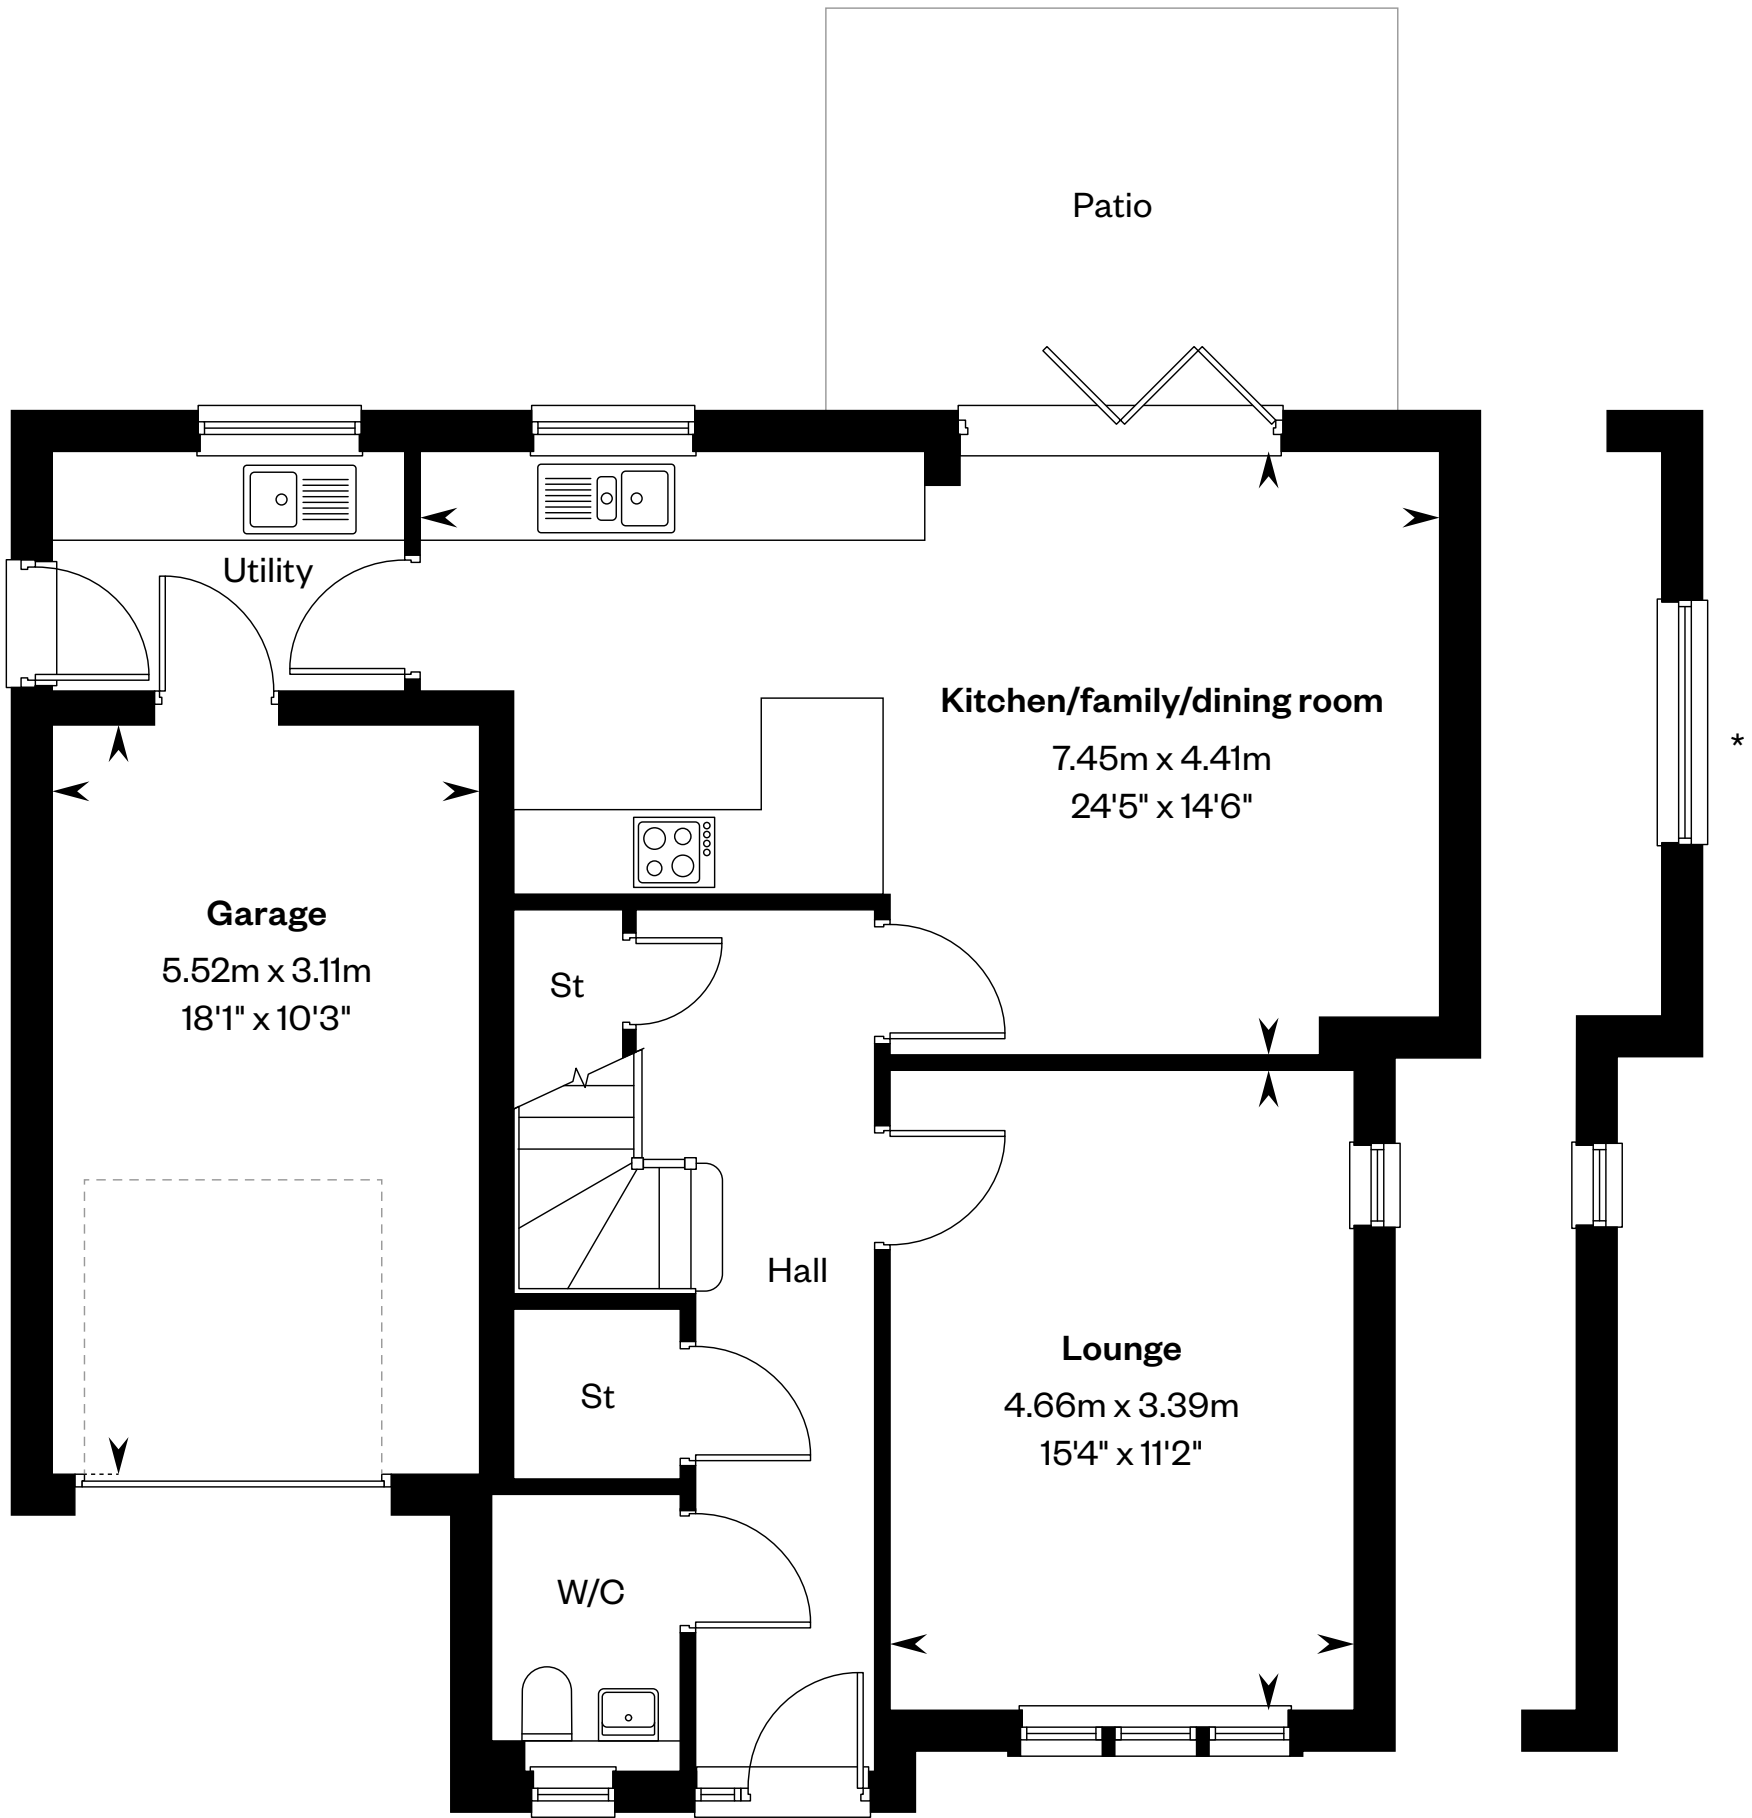 Patio
Utility
Kitchen/family/dining room
7.45m x 4.41m
24'5" x 14'6"
*
Garage
5.52m x 3.11m
18'1" x 10'3"
St
Hall
Lounge
4.66m x 3.39m
15'4" x 11'2"
St
W/C